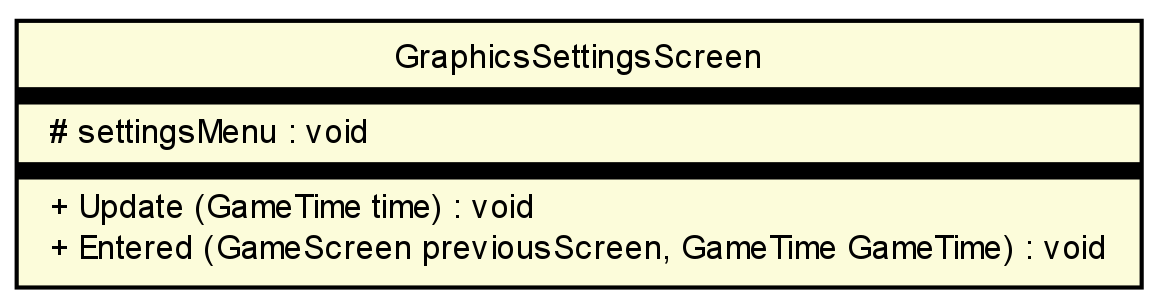 GraphicsSettingsScreen
# settingsMenu : void
+ Update (GameTime time) : void
+ Entered (GameScreen previousScreen, GameTime GameTime) : void